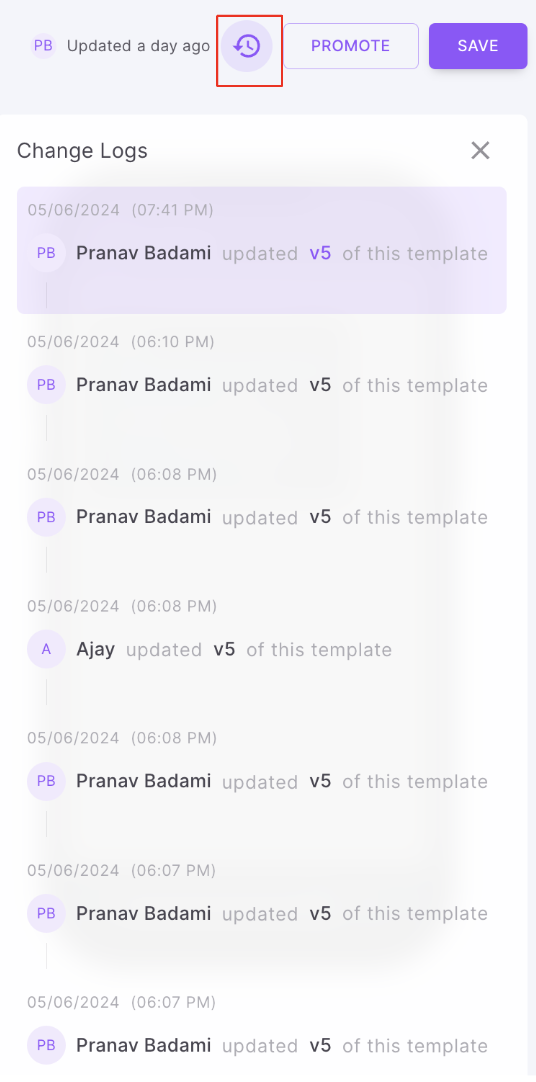 PB Updated a day ago PROMOTE SAVE
Change Logs
05/06/2024 (07:41 PM)
PB Pranav Badami updated v5 of this template
05/06/2024 (06:10 PM)
PB Pranav Badami updated v5 of this template
05/06/2024 (06:08 PM)
PB Pranav Badami updated v5 of this template
05/06/2024 (06:08 PM)
A Ajay updated v5 of this template
05/06/2024 (06:08 PM)
PB Pranav Badami updated v5 of this template
05/06/2024 (06:07 PM)
PB Pranav Badami updated v5 of this template
05/06/2024 (06:07 PM)
PB Pranav Badami updated v5 of this template